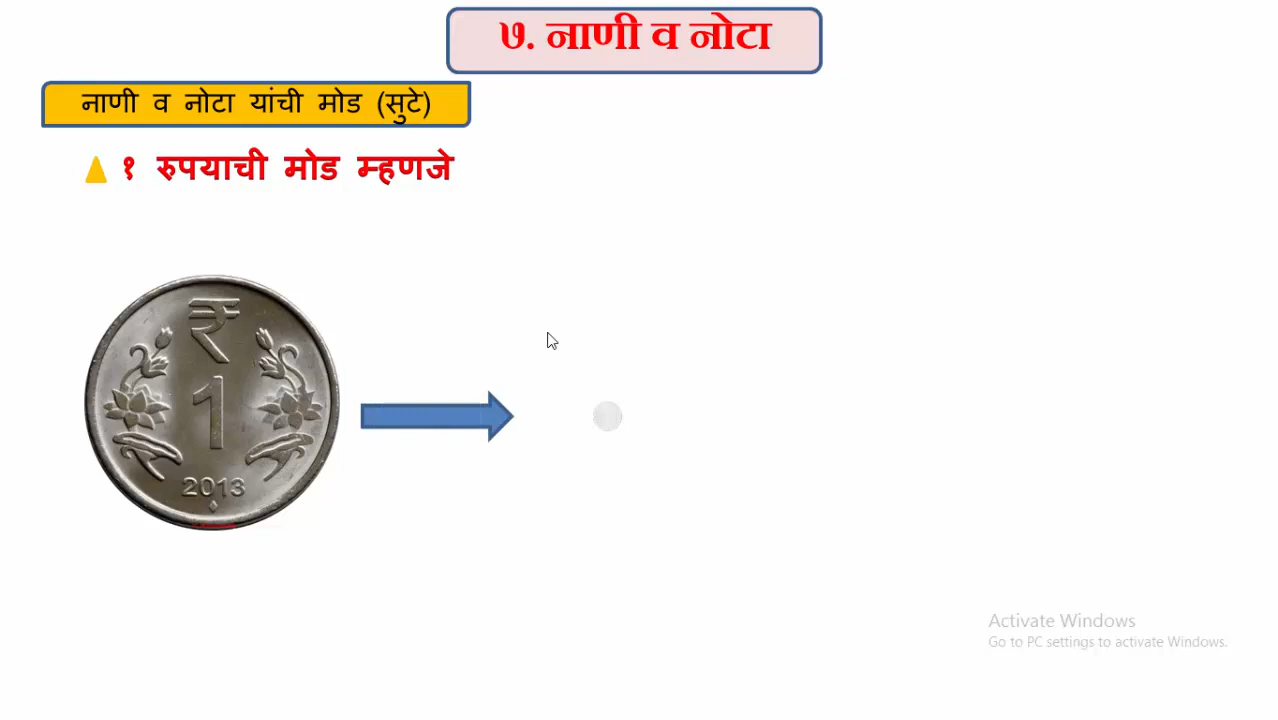 ७. नाणी व नोटा
नाणी व नोटा यांची मोड (सुटे)
१ रुपयाची मोड म्हणजे
₹
1
2013
Activate Windows
Go to PC settings to activate Windows.